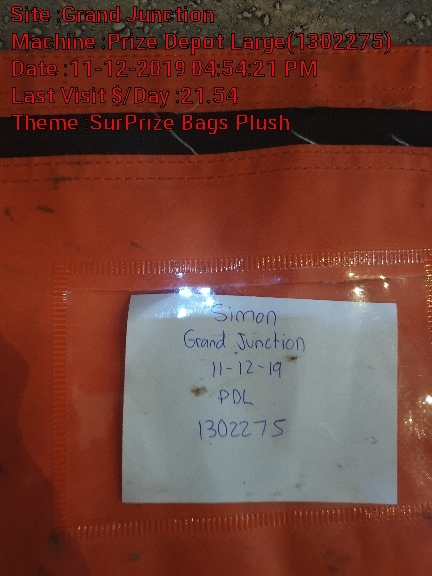 Site :Grand Junction
Machine :Prize Depot Large(1302275)
Date :11-12-2019 04:54:21 PM
Last Visit $/Day :21.54
Theme :SurPrize Bags Plush
Simon
Grand Junction
11-12-19
PDL
1302275